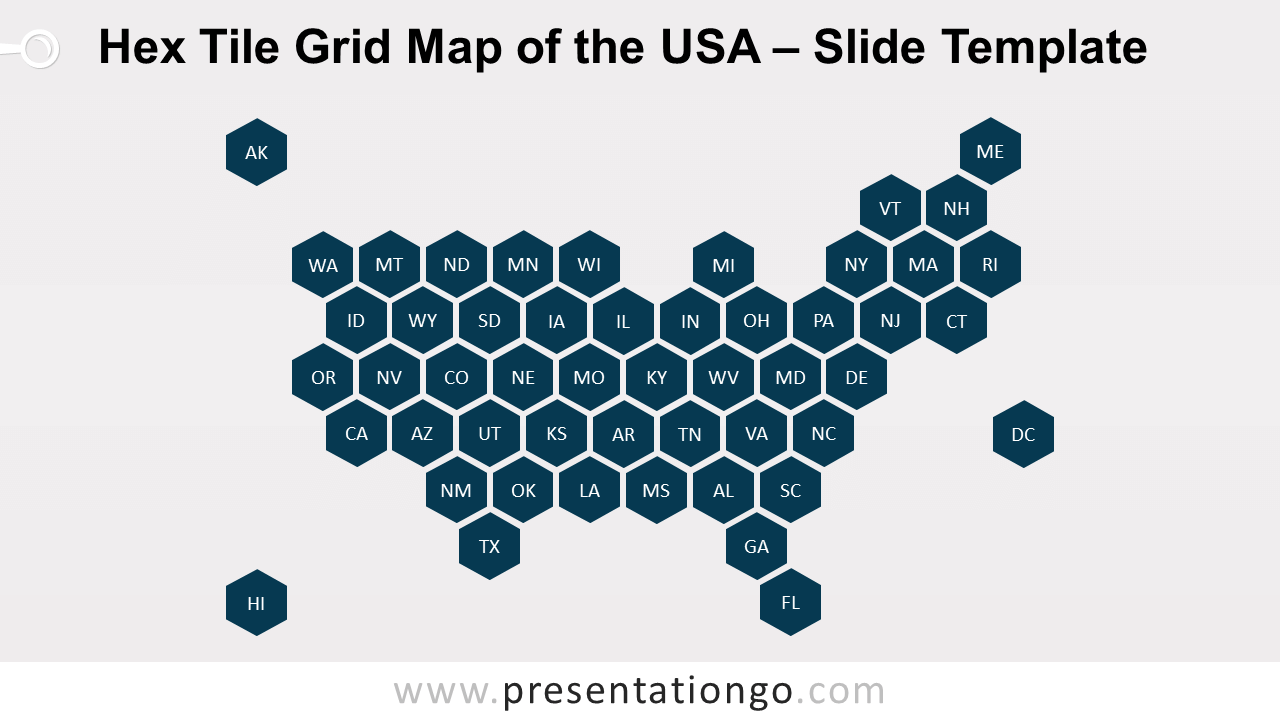 Hex Tile Grid Map of the USA – Slide Template
AK ME
VT NH
WA MT ND MN WI MI NY MA RI
ID WY SD IA IL IN OH PA NJ CT
OR NV CO NE MO KY WV MD DE
CA AZ UT KS AR TN VA NC DC
NM OK LA MS AL SC
TX GA
HI FL
www.presentationgo.com